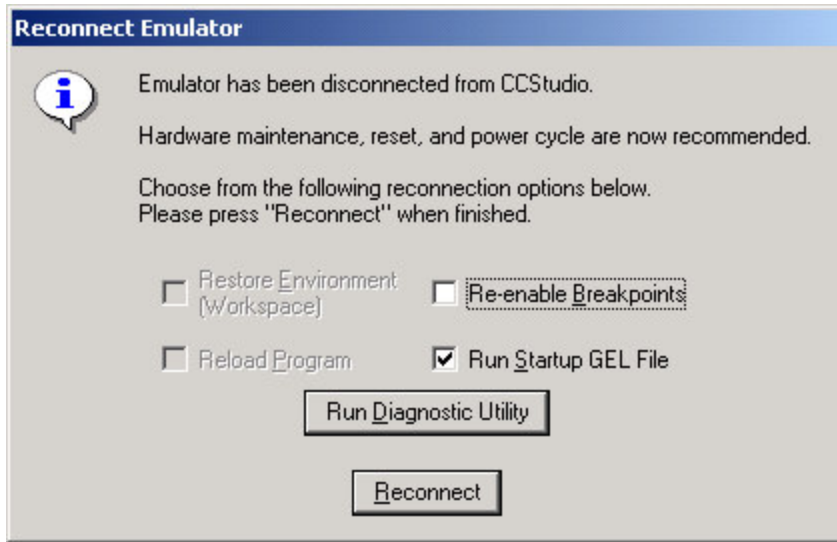 Reconnect Emulator
Emulator has been disconnected from CCStudio.
Hardware maintenance, reset, and power cycle are now recommended.
Choose from the following reconnection options below.
Please press "Reconnect" when finished.
Restore Environment
(Workspace)
Re-enable Breakpoints
Reload Program
Run Startup GEL File
Run Diagnostic Utility
Reconnect